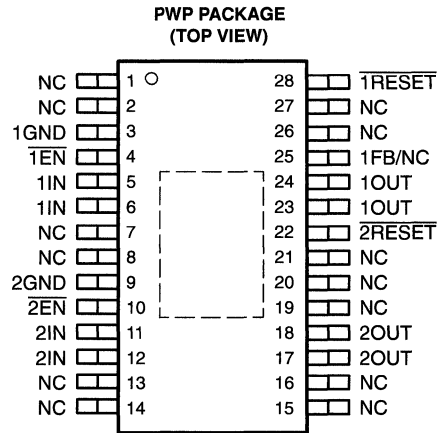 PWP PACKAGE
(TOP VIEW)
NC 1 28 1RESET
NC 2 27 NC
1GND 3 26 NC
1EN 4 25 1FB/NC
1IN 5 24 1OUT
1IN 6 23 1OUT
NC 7 22 2RESET
NC 8 21 NC
2GND 9 20 NC
2EN 10 19 NC
2IN 11 18 2OUT
2IN 12 17 2OUT
NC 13 16 NC
NC 14 15 NC